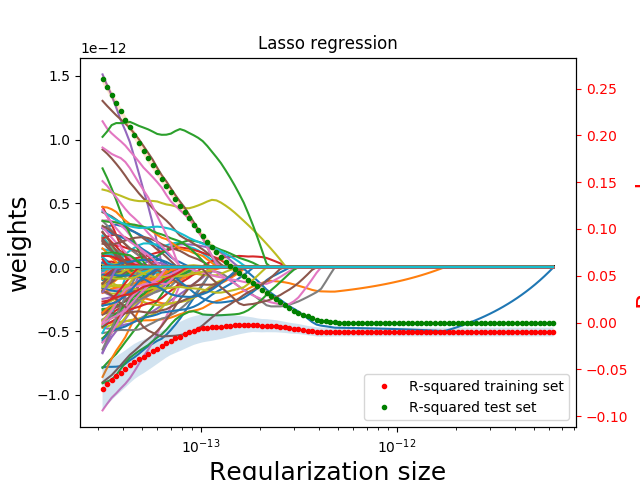 Lasso regression
1e−12
1.5
1.0
0.5
0.0
−0.5
−1.0
weights
0.25
0.20
0.15
0.10
0.05
0.00
−0.05
−0.10
R-squared training set
R-squared test set
10⁻¹³
10⁻¹²
Regularization size